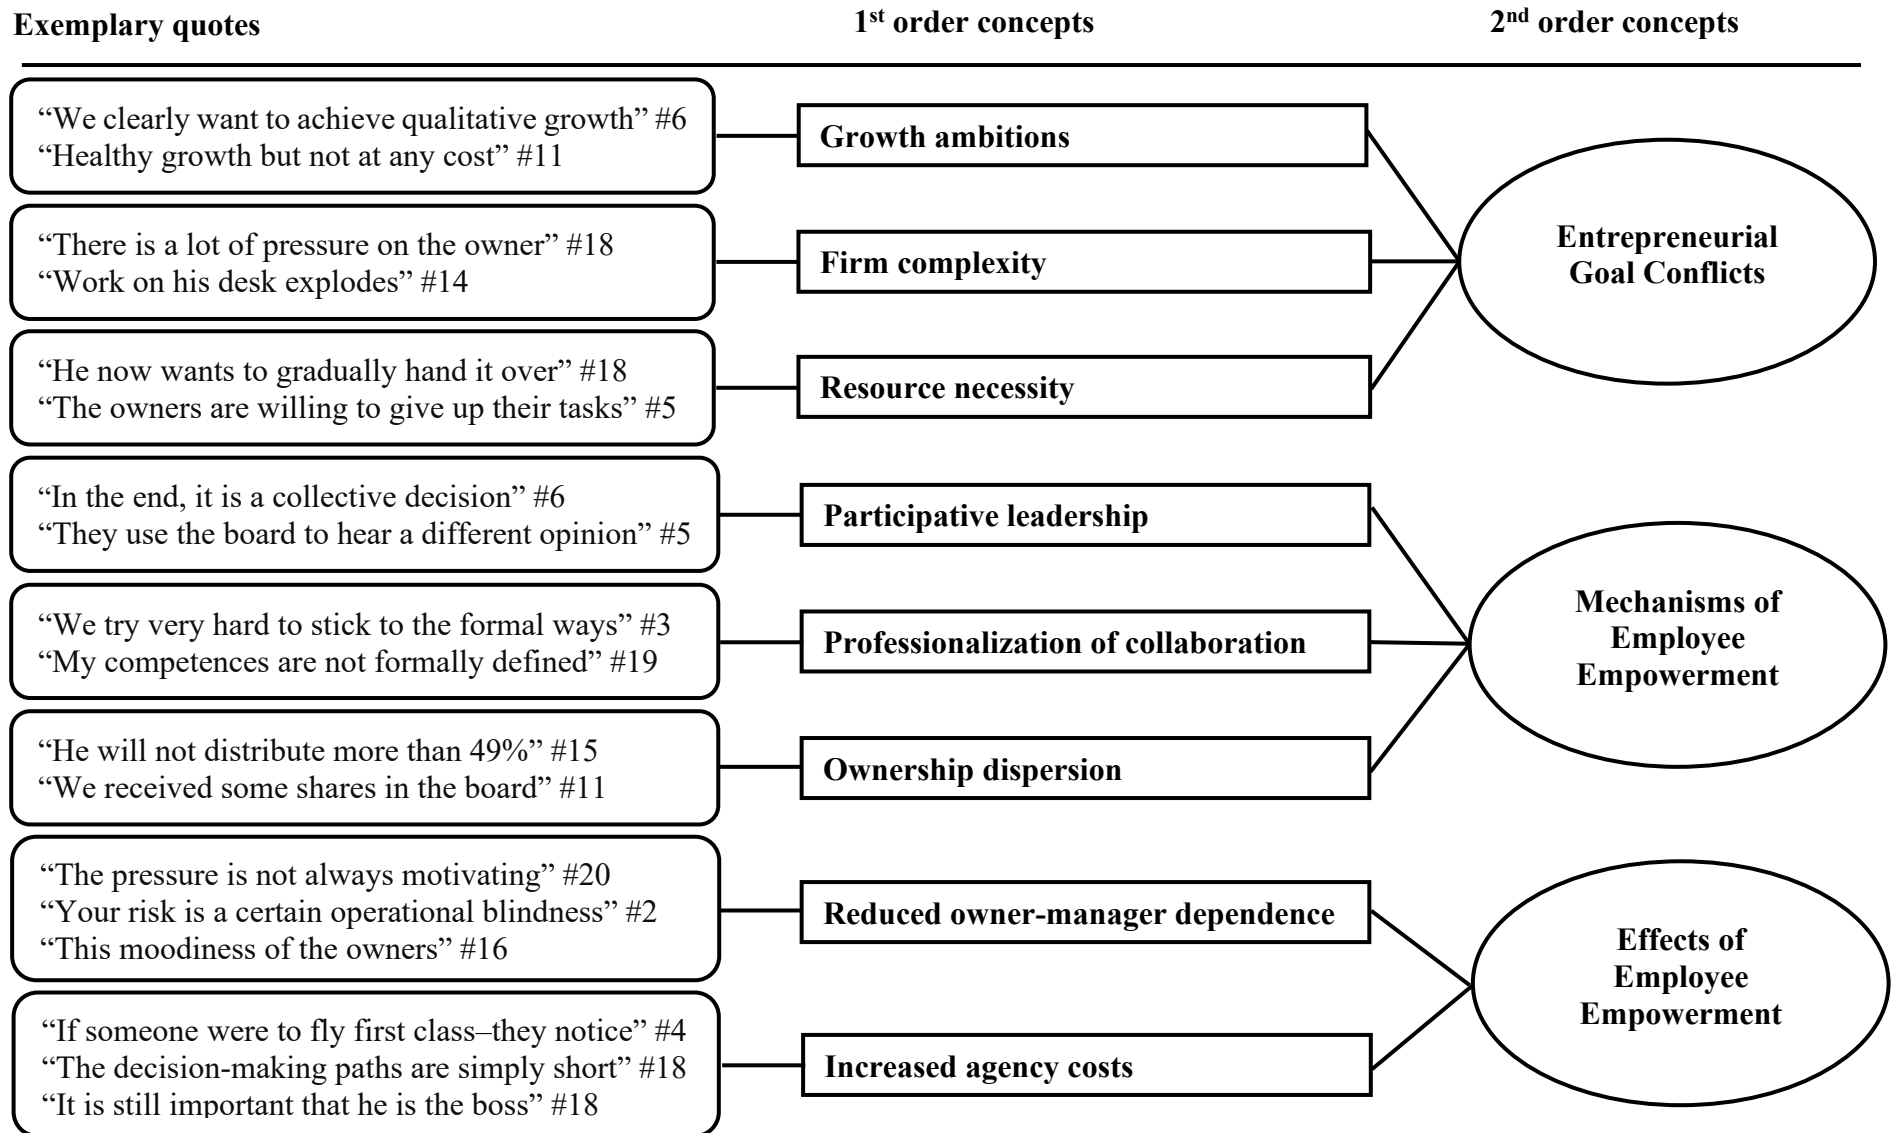 Exemplary quotes
1st order concepts
2nd order concepts
“We clearly want to achieve qualitative growth” #6
“Healthy growth but not at any cost” #11
Growth ambitions
“There is a lot of pressure on the owner” #18
“Work on his desk explodes” #14
Firm complexity
“He now wants to gradually hand it over” #18
“The owners are willing to give up their tasks” #5
Resource necessity
Entrepreneurial
Goal Conflicts
“In the end, it is a collective decision” #6
“They use the board to hear a different opinion” #5
Participative leadership
“We try very hard to stick to the formal ways” #3
“My competences are not formally defined” #19
Professionalization of collaboration
“He will not distribute more than 49%” #15
“We received some shares in the board” #11
Ownership dispersion
Mechanisms of
Employee
Empowerment
“The pressure is not always motivating” #20
“Your risk is a certain operational blindness” #2
“This moodiness of the owners” #16
Reduced owner-manager dependence
“If someone were to fly first class–they notice” #4
“The decision-making paths are simply short” #18
“It is still important that he is the boss” #18
Increased agency costs
Effects of
Employee
Empowerment